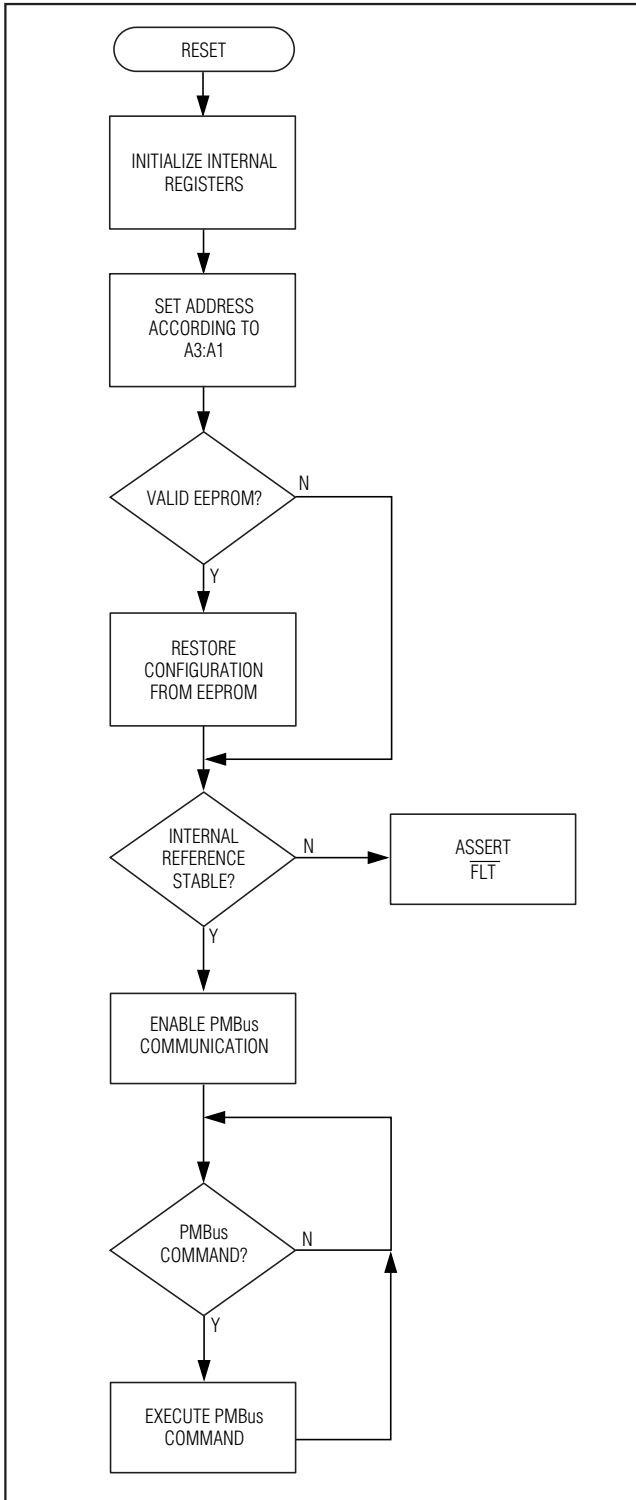 RESET
INITIALIZE INTERNAL
REGISTERS
SET ADDRESS
ACCORDING TO
A3:A1
VALID EEPROM?
N
Y
RESTORE
CONFIGURATION
FROM EEPROM
INTERNAL
REFERENCE
STABLE?
N
ASSERT
F̅L̅T̅
Y
ENABLE PMBus
COMMUNICATION
PMBus
COMMAND?
N
Y
EXECUTE PMBus
COMMAND